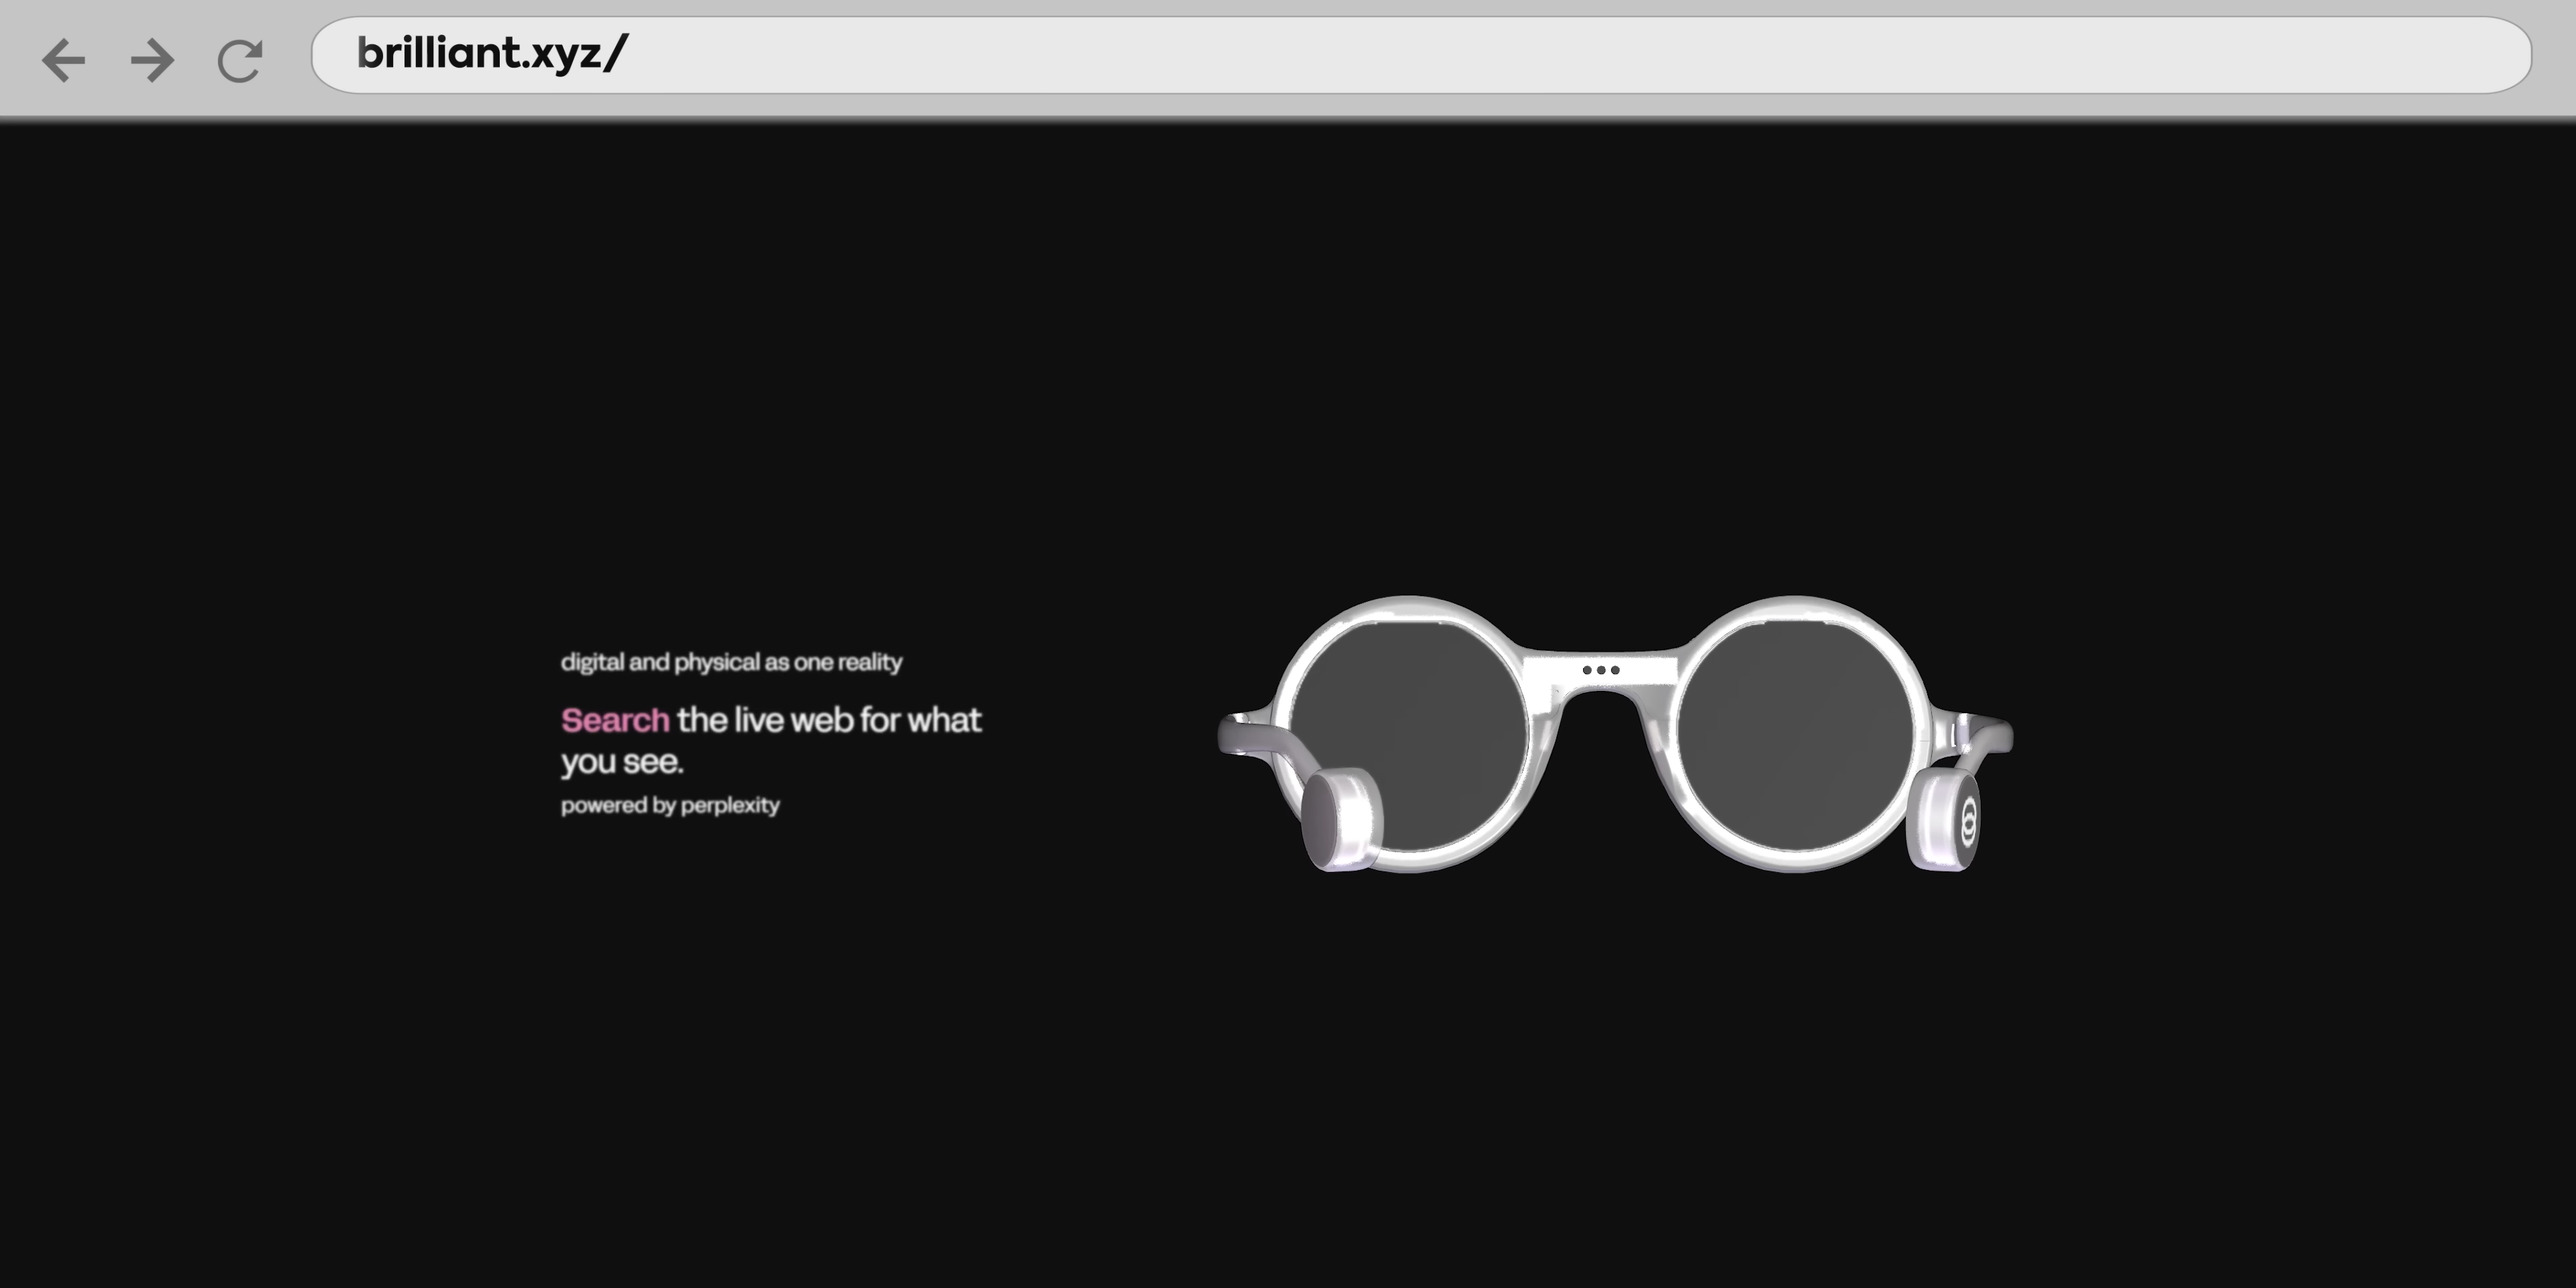 brilliant.xyz/
digital and physical as one reality
Search the live web for what
you see.
powered by perplexity